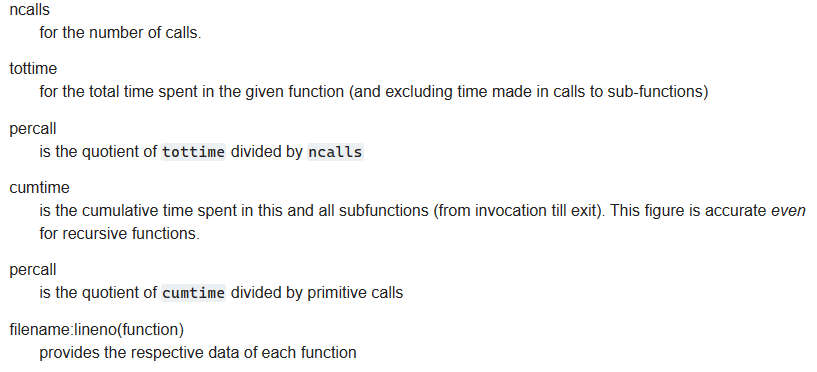 ncalls
for the number of calls.
tottime
for the total time spent in the given function (and excluding time made in calls to sub-functions)
percall
is the quotient of tottime divided by ncalls
cumtime
is the cumulative time spent in this and all subfunctions (from invocation till exit). This figure is accurate even
for recursive functions.
percall
is the quotient of cumtime divided by primitive calls
filename:lineno(function)
provides the respective data of each function